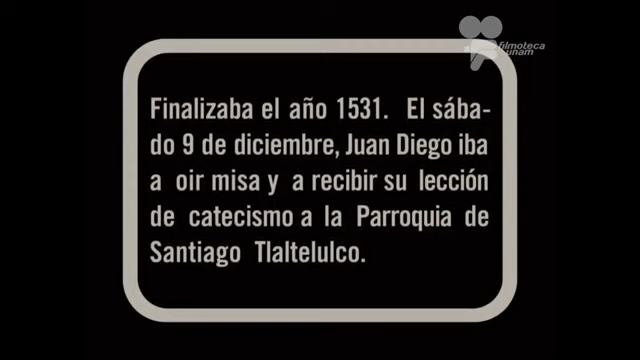 filmoteca
unam
Finalizaba el año 1531. El sába-
do 9 de diciembre, Juan Diego iba
a oir misa y a recibir su lección
de catecismo a la Parroquia de
Santiago Tlaltelulco.